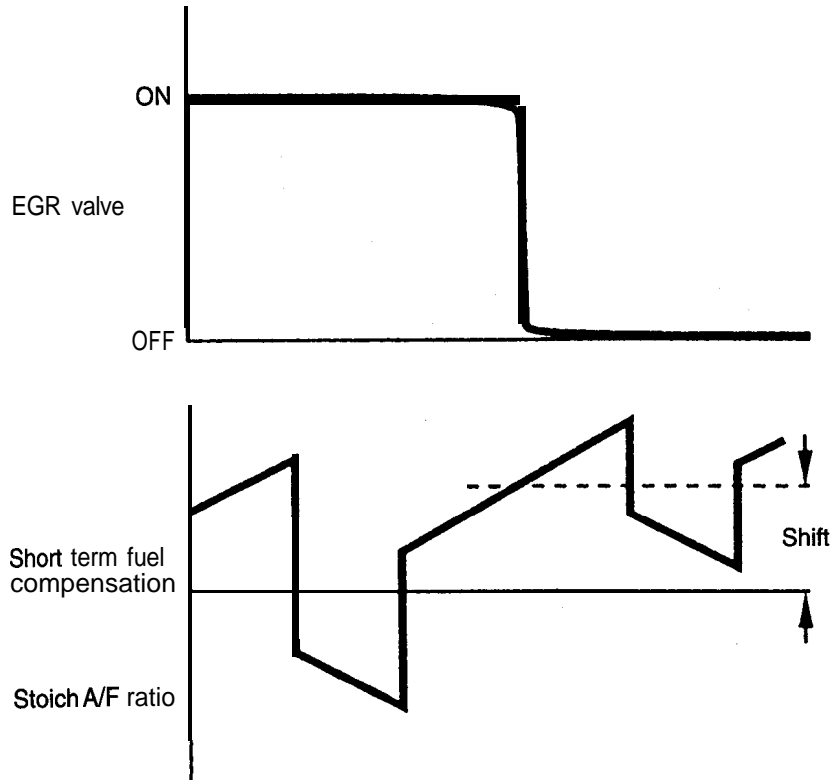 ON
EGR valve
OFF
Short term fuel
compensation
Shift
Stoich A/F ratio